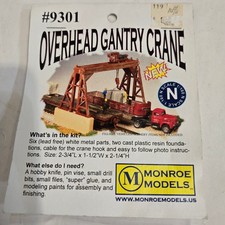 #9301
OVERHEAD GANTRY CRANE
NEW
N
What's in the kit?
Six (lead free) white metal parts, two cast plastic resin founda-
tions, cable for the crane hook and easy to follow photo instruc-
tions. Size: 2-3/4"L x 1-1/2"W x 2-1/4"H
What else do I need?
A hobby knife, pin vise, small drill
bits, small files, "super" glue, and
modeling paints for assembly and
finishing.
M
MONROE
MODELS
WWW.MONROEMODELS.US